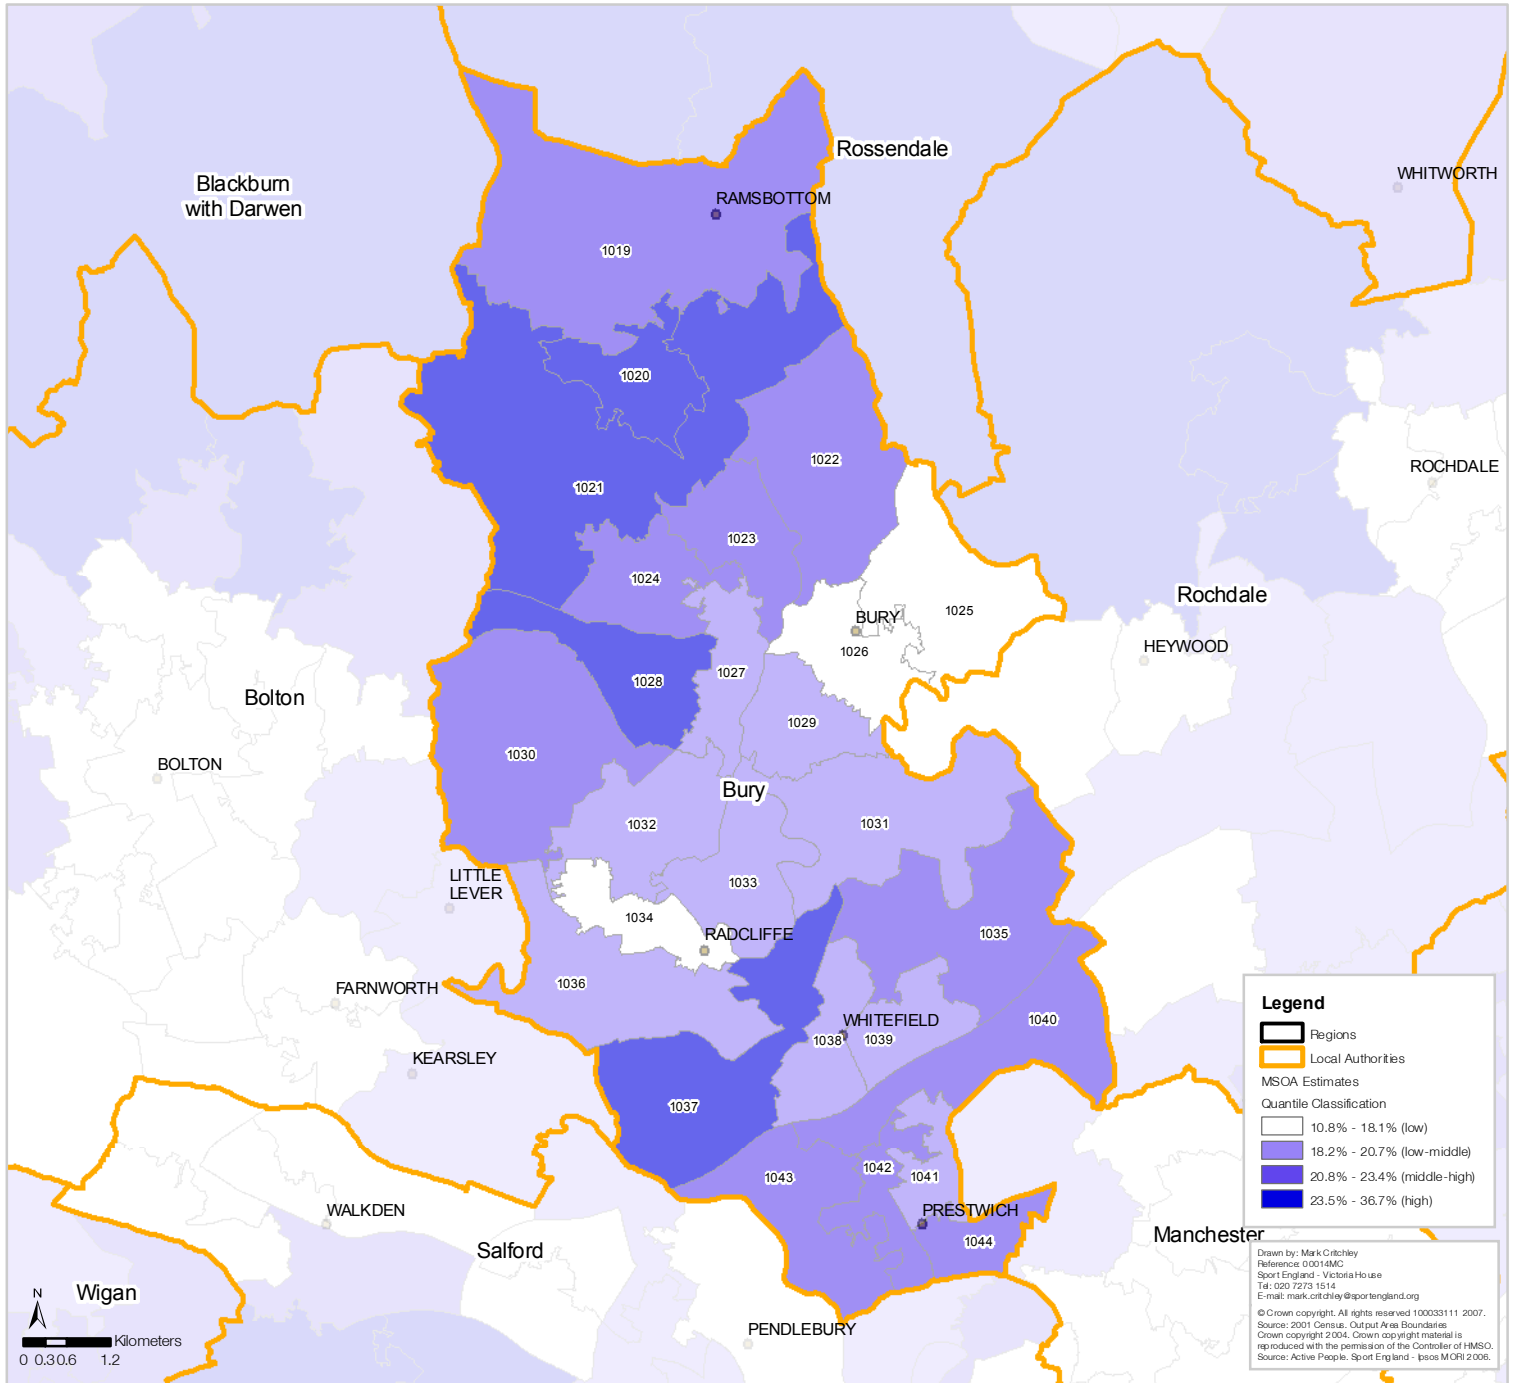 Rossendale
WHITWORTH
Blackburn
with Darwen
RAMSBOTTOM
1019
1020
1022
ROCHDALE
1021
1023
1024
Rochdale
1025
BURY
HEYWOOD
1026
1027
1028
Bolton
1029
1030
BOLTON
Bury
1032
1031
LITTLE
LEVER
1033
1034
RADCLIFFE
1035
1036
FARNWORTH
WHITEFIELD
1040
1038
1039
KEARSLEY
1037
1042
1041
1043
WALKDEN
PRESTWICH
1044
Salford
Manchester
Wigan
PENDLEBURY
N
Kilometers
0 0.3 0.6 1.2
Legend
Regions
Local Authorities
MSOA Estimates
Quantile Classification
10.8% - 18.1% (low)
18.2% - 20.7% (low-middle)
20.8% - 23.4% (middle-high)
23.5% - 36.7% (high)
Drawn by: Mark Critchley
Reference: 00014MC
Sport England - Victoria House
Tel: 020 7273 1514
E-mail: mark.critchley@sportengland.org
© Crown copyright. All rights reserved 100033111 2007.
Source: 2001 Census. Output Area Boundaries
Crown copyright 2004. Crown copyright material is
reproduced with the permission of the Controller of HMSO.
Source: Active People. Sport England - Ipsos MORI 2006.